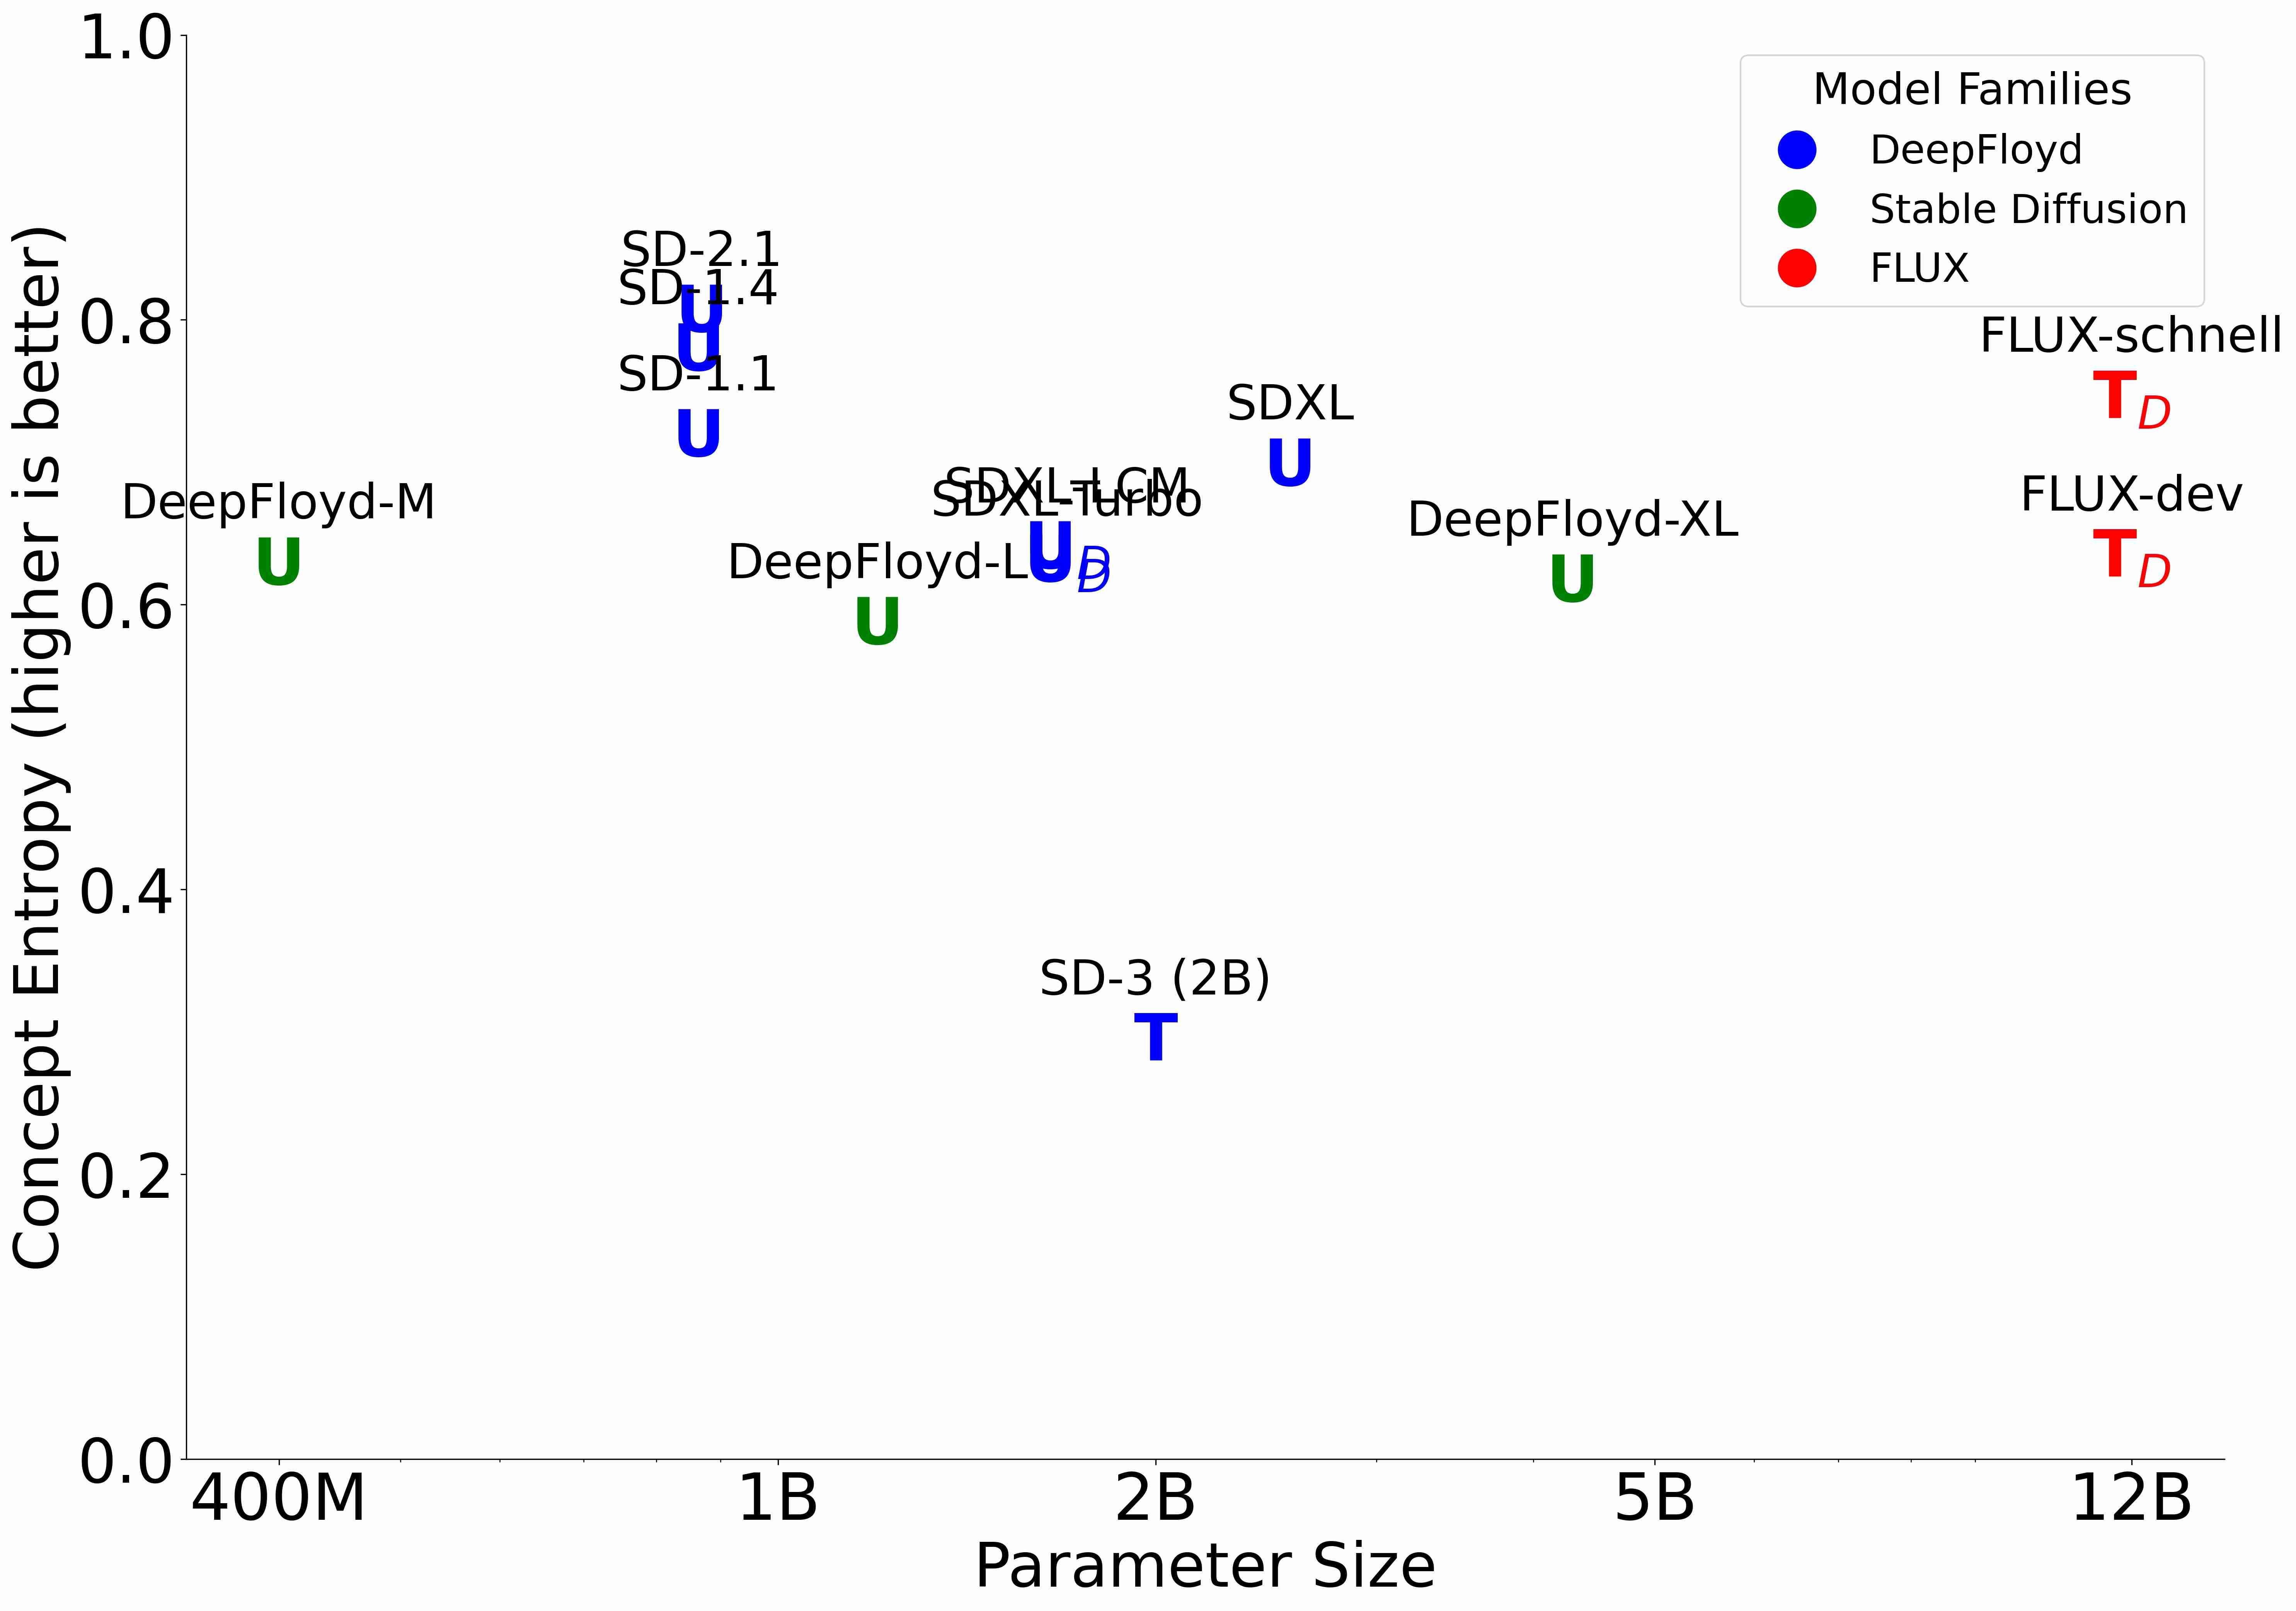 1.0
0.8
0.6
0.4
0.2
0.0
Concept Entropy (higher is better)
Model Families
DeepFloyd
Stable Diffusion
FLUX
SD-2.1
U
SD-1.4
U
SD-1.1
U
FLUX-schnell
T D
SDXL
U
SDXL-LCM
U D
SDXL-Turbo
U D
DeepFloyd-M
U
DeepFloyd-L
U
DeepFloyd-XL
U
FLUX-dev
T D
SD-3 (2B)
T
400M 1B 2B 5B 12B
Parameter Size